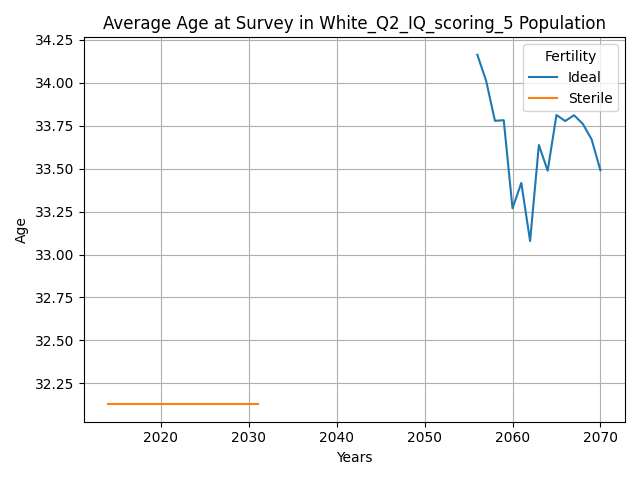 Average Age at Survey in White_Q2_IQ_scoring_5 Population
Fertility
Ideal
Sterile
34.25
34.00
33.75
33.50
33.25
33.00
32.75
32.50
32.25
Age
2020
2030
2040
2050
2060
2070
Years